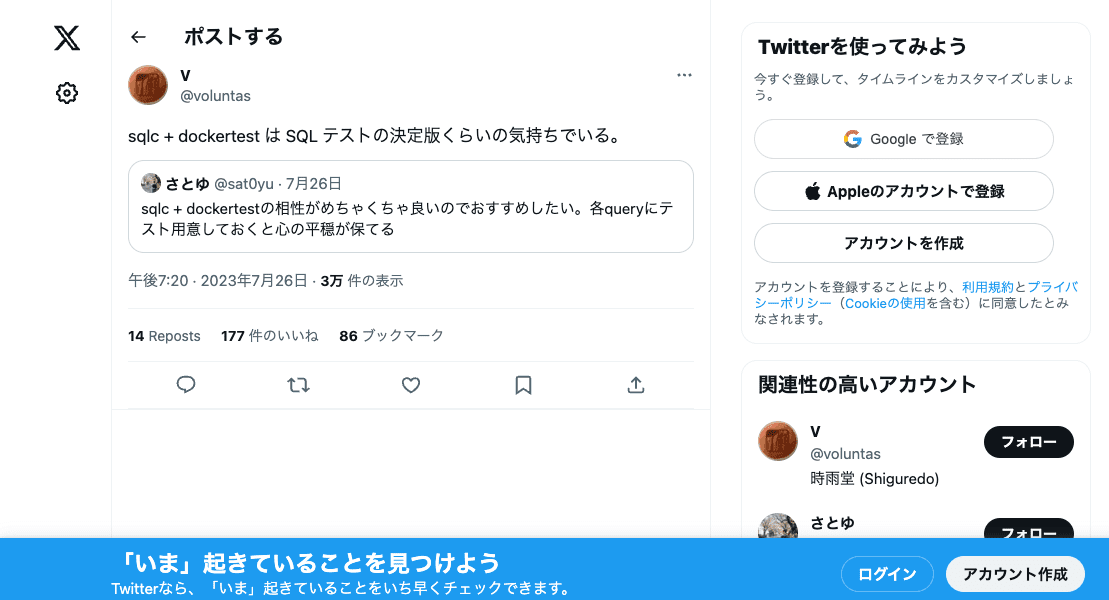 ポストする
V
@voluntas
sqlc + dockertest は SQL テストの決定版くらいの気持ちでいる。
さとゆ @sat0yu · 7月26日
sqlc + dockertestの相性がめちゃくちゃ良いのでおすすめしたい。各queryにテ
スト用意しておくと心の平穏が保てる
午後7:20 · 2023年7月26日 · 3万 件の表示
14 Reposts 177 件のいいね 86 ブックマーク
Twitterを使ってみよう
今すぐ登録して、タイムラインをカスタマイズしましょ
う。
Google で登録
Appleのアカウントで登録
アカウントを作成
アカウントを登録することにより、利用規約とプライバ
シーポリシー（Cookieの使用を含む）に同意したとみ
なされます。
関連性の高いアカウント
V
@voluntas
フォロー
時雨堂 (Shiguredo)
さとゆ
フォロー
「いま」起きていることを見つけよう
Twitterなら、「いま」起きていることをいち早くチェックできます。
ログイン
アカウント作成